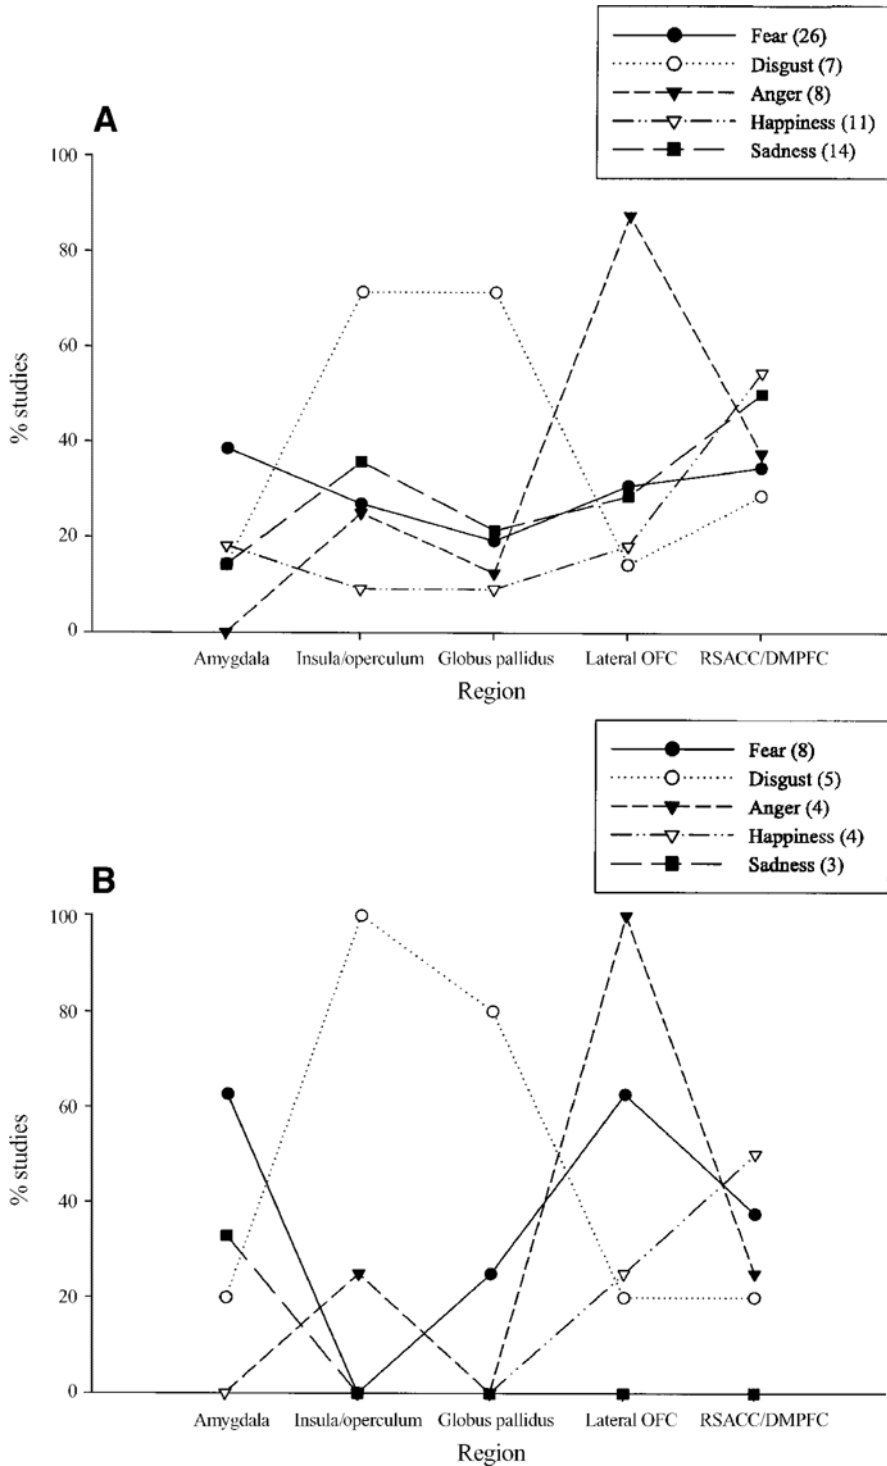 Fear (26)
Disgust (7)
Anger (8)
Happiness (11)
Sadness (14)
A
100
80
60
40
20
0
% studies
Amygdala Insula/operculum Globus pallidus Lateral OFC RSACC/DMPFC
Region
Fear (8)
Disgust (5)
Anger (4)
Happiness (4)
Sadness (3)
B
100
80
60
40
20
0
% studies
Amygdala Insula/operculum Globus pallidus Lateral OFC RSACC/DMPFC
Region